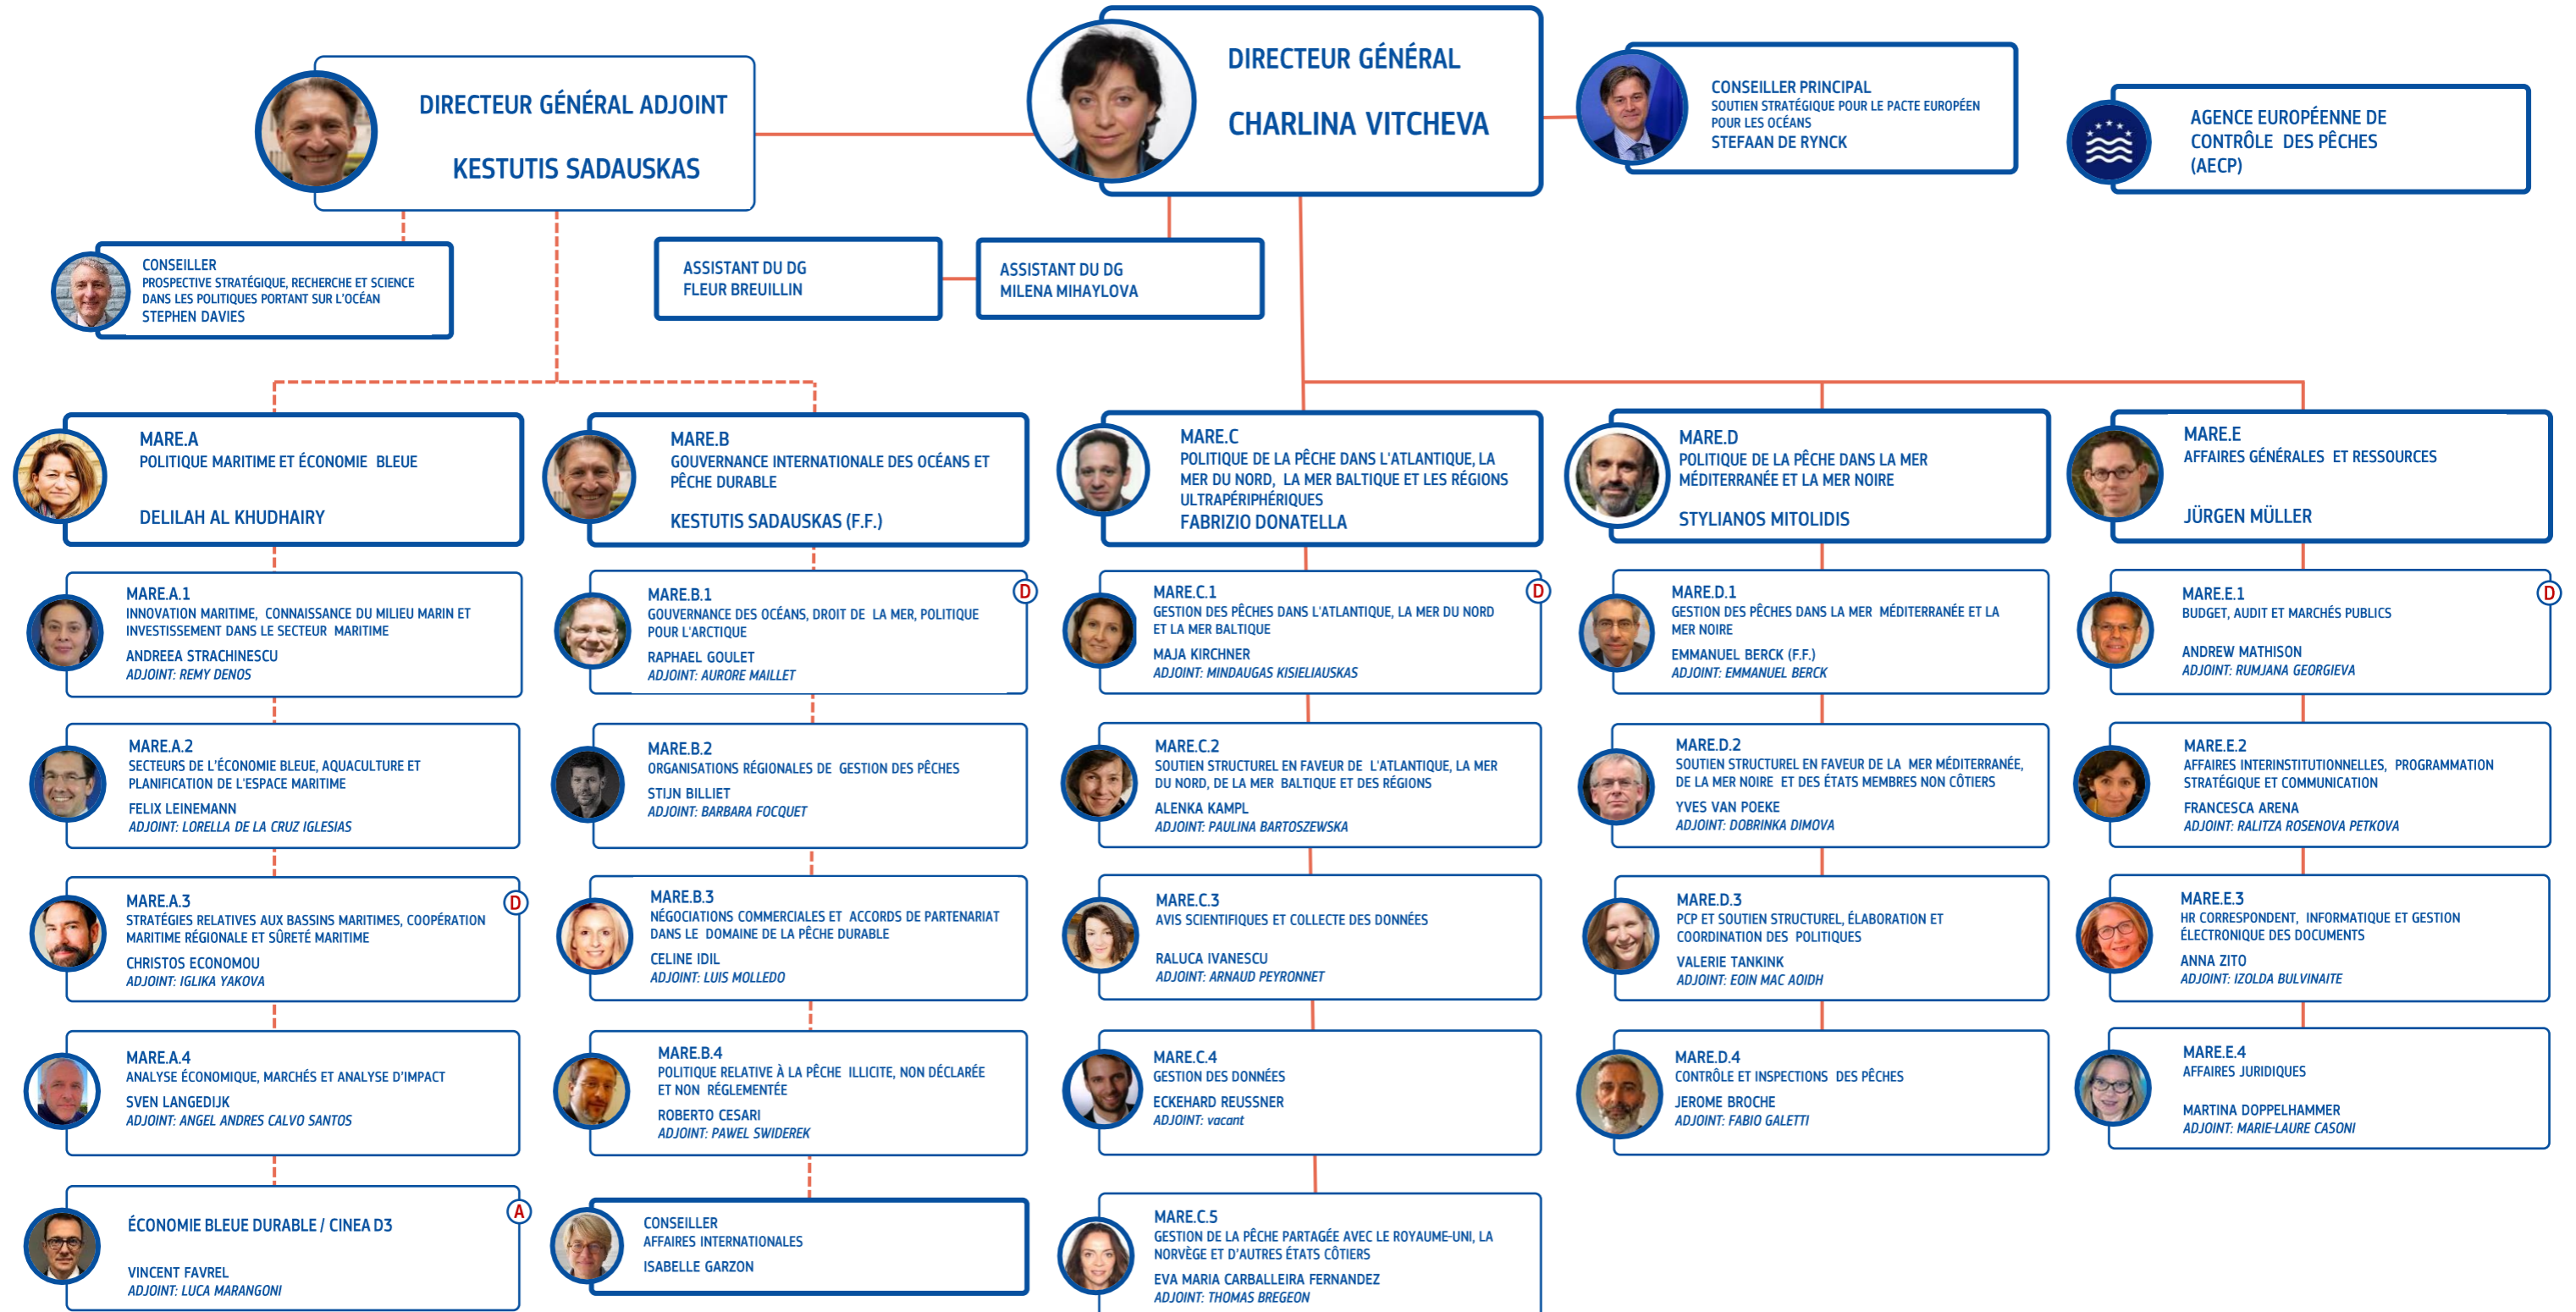 DIRECTEUR GÉNÉRAL ADJOINT
KESTUTIS SADAUSKAS
DIRECTEUR GÉNÉRAL
CHARLINA VITCHEVA
CONSEILLER PRINCIPAL
SOUTIEN STRATÉGIQUE POUR LE PACTE EUROPÉEN
POUR LES OCÉANS
STEFAAN DE RYNCK
AGENCE EUROPÉENNE DE
CONTRÔLE DES PÊCHES
(AECP)
CONSEILLER
PROSPECTIVE STRATÉGIQUE, RECHERCHE ET SCIENCE
DANS LES POLITIQUES PORTANT SUR L'OCÉAN
STEPHEN DAVIES
ASSISTANT DU DG
FLEUR BREUILLIN
ASSISTANT DU DG
MILENA MIHAYLOVA
MARE.A
POLITIQUE MARITIME ET ÉCONOMIE BLEUE
DELILAH AL KHUDHAIRY
MARE.A.1
INNOVATION MARITIME, CONNAISSANCE DU MILIEU MARIN ET
INVESTISSEMENT DANS LE SECTEUR MARITIME
ANDREEA STRACHINESCU
ADJOINT: REMY DENOS
MARE.A.2
SECTEURS DE L'ÉCONOMIE BLEUE, AQUACULTURE ET
PLANIFICATION DE L'ESPACE MARITIME
FELIX LEINEMANN
ADJOINT: LORELLA DE LA CRUZ IGLESIAS
MARE.A.3
STRATÉGIES RELATIVES AUX BASSINS MARITIMES, COOPÉRATION
MARITIME RÉGIONALE ET SÛRETÉ MARITIME
CHRISTOS ECONOMOU
ADJOINT: IGLIKA YAKOVA
D
MARE.A.4
ANALYSE ÉCONOMIQUE, MARCHÉS ET ANALYSE D'IMPACT
SVEN LANGEDIJK
ADJOINT: ANGEL ANDRES CALVO SANTOS
ÉCONOMIE BLEUE DURABLE / CINEA D3
VINCENT FAVREL
ADJOINT: LUCA MARANGONI
A
MARE.B
GOUVERNANCE INTERNATIONALE DES OCÉANS ET
PÊCHE DURABLE
KESTUTIS SADAUSKAS (F.F.)
MARE.B.1
GOUVERNANCE DES OCÉANS, DROIT DE LA MER, POLITIQUE
POUR L'ARCTIQUE
RAPHAEL GOULET
ADJOINT: AURORE MAILLET
D
MARE.B.2
ORGANISATIONS RÉGIONALES DE GESTION DES PÊCHES
STIJN BILLIET
ADJOINT: BARBARA FOCQUET
MARE.B.3
NÉGOCIATIONS COMMERCIALES ET ACCORDS DE PARTENARIAT
DANS LE DOMAINE DE LA PÊCHE DURABLE
CELINE IDIL
ADJOINT: LUIS MOLLEDO
MARE.B.4
POLITIQUE RELATIVE À LA PÊCHE ILLICITE, NON DÉCLARÉE
ET NON RÉGLEMENTÉE
ROBERTO CESARI
ADJOINT: PAWEL SWIDEREK
CONSEILLER
AFFAIRES INTERNATIONALES
ISABELLE GARZON
MARE.C
POLITIQUE DE LA PÊCHE DANS L'ATLANTIQUE, LA
MER DU NORD, LA MER BALTIQUE ET LES RÉGIONS
ULTRAPÉRIPHÉRIQUES
FABRIZIO DONATELLA
MARE.C.1
GESTION DES PÊCHES DANS L'ATLANTIQUE, LA MER DU NORD
ET LA MER BALTIQUE
MAJA KIRCHNER
ADJOINT: MINDAUGAS KISIELIAUSKAS
D
MARE.C.2
SOUTIEN STRUCTUREL EN FAVEUR DE L'ATLANTIQUE, LA MER
DU NORD, DE LA MER BALTIQUE ET DES RÉGIONS
ALENKA KAMPL
ADJOINT: PAULINA BARTOSZEWSKA
MARE.C.3
AVIS SCIENTIFIQUES ET COLLECTE DES DONNÉES
RALUCA IVANESCU
ADJOINT: ARNAUD PEYRONNET
MARE.C.4
GESTION DES DONNÉES
ECKEHARD REUSSNER
ADJOINT: vacant
MARE.C.5
GESTION DE LA PÊCHE PARTAGÉE AVEC LE ROYAUME-UNI, LA
NORVÈGE ET D'AUTRES ÉTATS CÔTIERS
EVA MARIA CARBALLEIRA FERNANDEZ
ADJOINT: THOMAS BREGEON
MARE.D
POLITIQUE DE LA PÊCHE DANS LA MER
MÉDITERRANÉE ET LA MER NOIRE
STYLIANOS MITOLIDIS
MARE.D.1
GESTION DES PÊCHES DANS LA MER MÉDITERRANÉE ET LA
MER NOIRE
EMMANUEL BERCK (F.F.)
ADJOINT: EMMANUEL BERCK
MARE.D.2
SOUTIEN STRUCTUREL EN FAVEUR DE LA MER MÉDITERRANÉE,
DE LA MER NOIRE ET DES ÉTATS MEMBRES NON CÔTIERS
YVES VAN POEKE
ADJOINT: DOBRINKA DIMOVA
MARE.D.3
PCP ET SOUTIEN STRUCTUREL, ÉLABORATION ET
COORDINATION DES POLITIQUES
VALERIE TANKINK
ADJOINT: EOIN MAC AOIDH
MARE.D.4
CONTRÔLE ET INSPECTIONS DES PÊCHES
JEROME BROCHE
ADJOINT: FABIO GALETTI
MARE.E
AFFAIRES GÉNÉRALES ET RESSOURCES
JÜRGEN MÜLLER
MARE.E.1
BUDGET, AUDIT ET MARCHÉS PUBLICS
ANDREW MATHISON
ADJOINT: RUMJANA GEORGIEVA
D
MARE.E.2
AFFAIRES INTERINSTITUTIONNELLES, PROGRAMMATION
STRATÉGIQUE ET COMMUNICATION
FRANCESCA ARENA
ADJOINT: RALITZA ROSENOVA PETKOVA
MARE.E.3
HR CORRESPONDENT, INFORMATIQUE ET GESTION
ÉLECTRONIQUE DES DOCUMENTS
ANNA ZITO
ADJOINT: IZOLDA BULVINAITE
MARE.E.4
AFFAIRES JURIDIQUES
MARTINA DOPPELHAMMER
ADJOINT: MARIE-LAURE CASONI